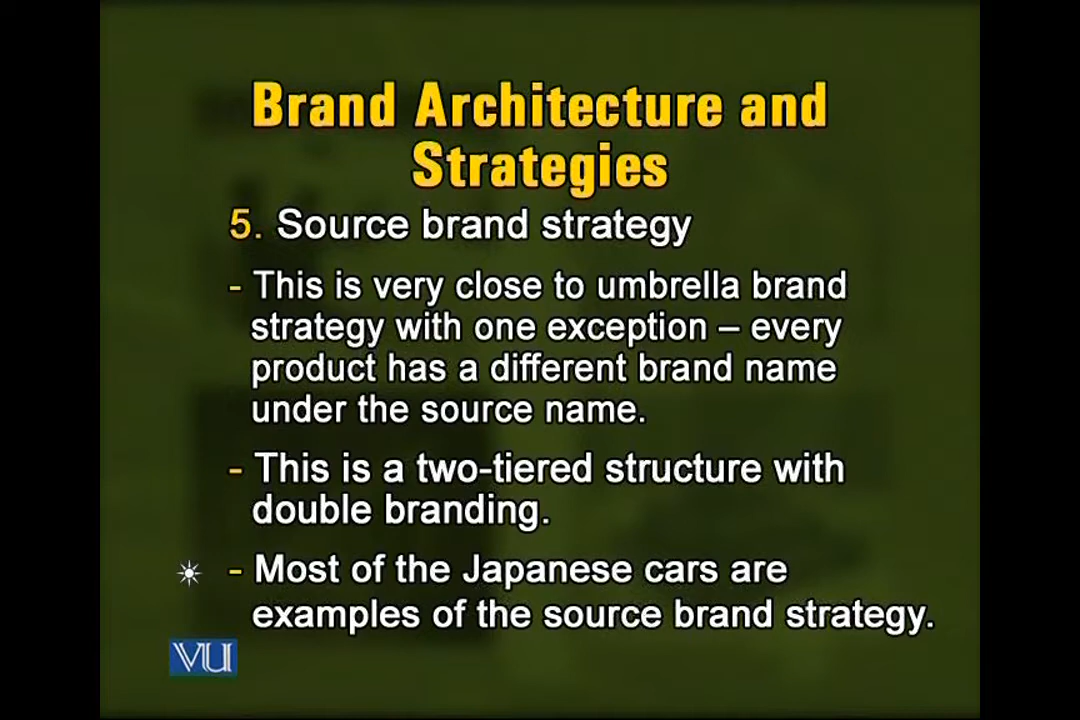 Brand Architecture and
Strategies
5. Source brand strategy
- This is very close to umbrella brand
strategy with one exception – every
product has a different brand name
under the source name.
- This is a two-tiered structure with
double branding.
- Most of the Japanese cars are
examples of the source brand strategy.
VU